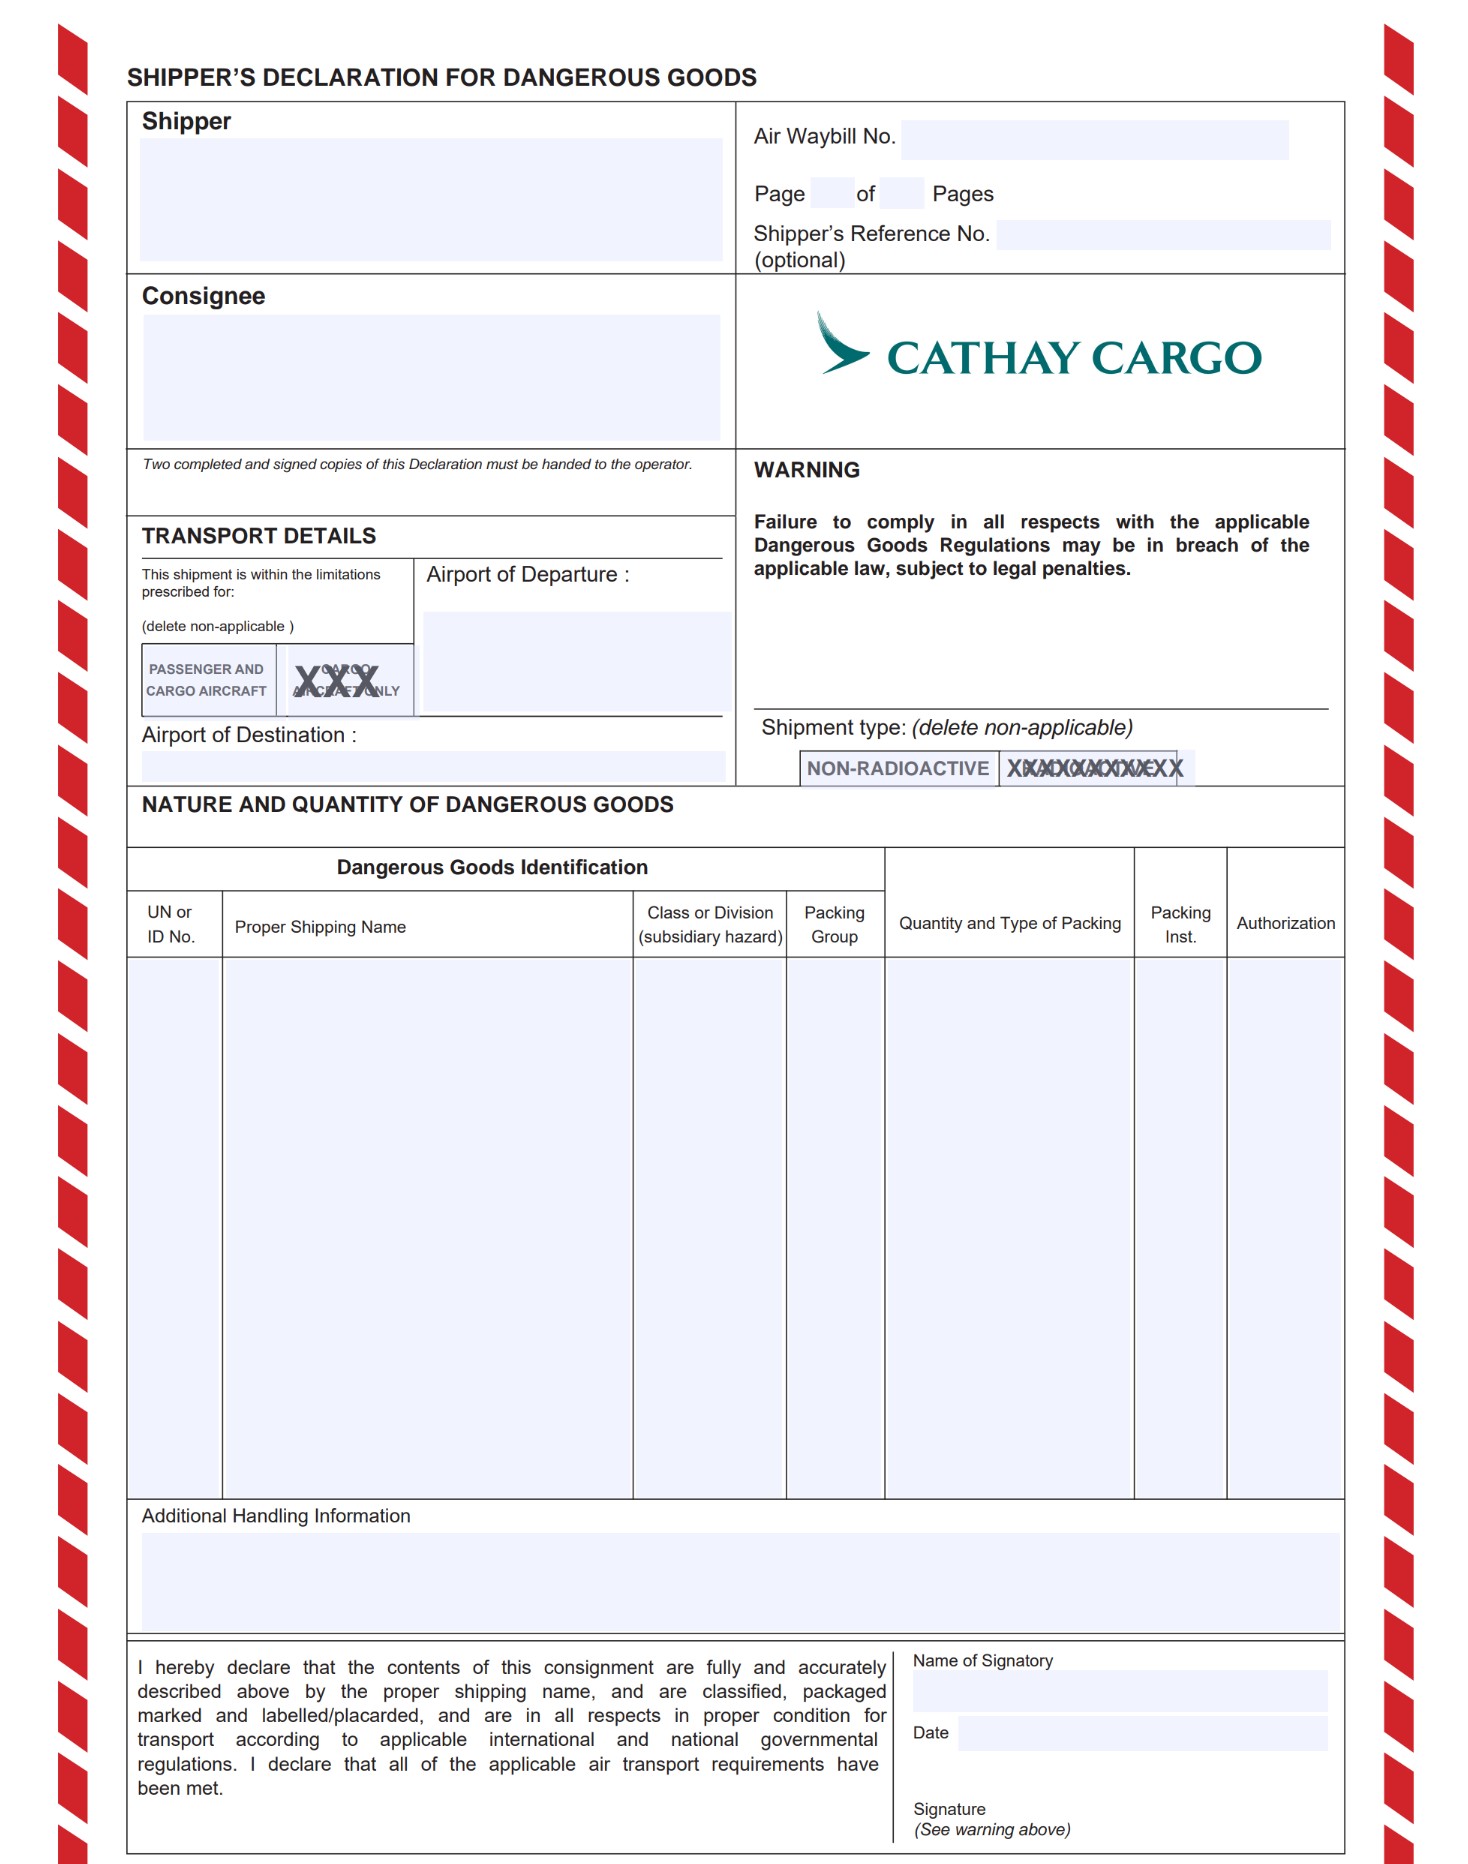 SHIPPER'S DECLARATION FOR DANGEROUS GOODS
Shipper
Air Waybill No.
Page of Pages
Shipper's Reference No.
(optional)
Consignee
CATHAY CARGO
Two completed and signed copies of this Declaration must be handed to the operator.
WARNING
Failure to comply in all respects with the applicable
Dangerous Goods Regulations may be in breach of the
applicable law, subject to legal penalties.
TRANSPORT DETAILS
This shipment is within the limitations
prescribed for:
(delete non-applicable )
Airport of Departure :
PASSENGER AND
CARGO AIRCRAFT
CARGO
AIRCRAFT ONLY
XXX
Airport of Destination :
Shipment type: (delete non-applicable)
NON-RADIOACTIVE
XXXXXXXXXXX
NATURE AND QUANTITY OF DANGEROUS GOODS
Dangerous Goods Identification
UN or
ID No.
Proper Shipping Name
Class or Division
(subsidiary hazard)
Packing
Group
Quantity and Type of Packing
Packing
Inst.
Authorization
Additional Handling Information
I hereby declare that the contents of this consignment are fully and accurately
described above by the proper shipping name, and are classified, packaged
marked and labelled/placarded, and are in all respects in proper condition for
transport according to applicable international and national governmental
regulations. I declare that all of the applicable air transport requirements have
been met.
Name of Signatory
Date
Signature
(See warning above)